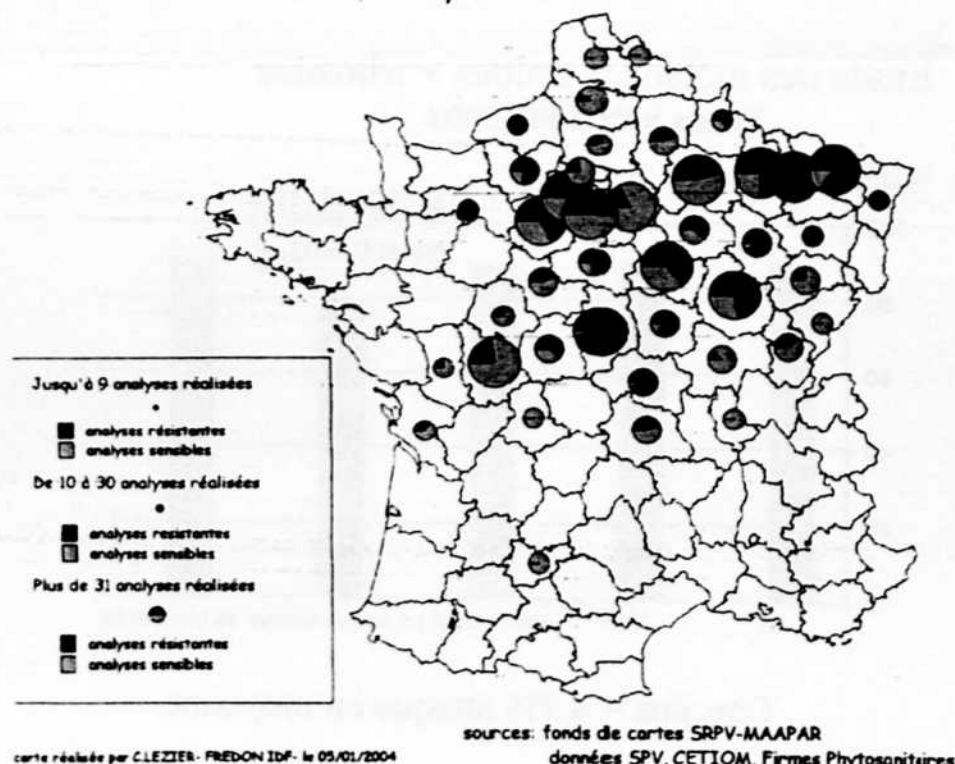 Jusqu'à 9 analyses réalisées
analyses résistantes
analyses sensibles
De 10 à 30 analyses réalisées
analyses resistantes
analyses sensibles
Plus de 31 analyses réalisées
analyses résistantes
analyses sensibles
sources: fonds de cartes SRPV-MAAPAR
carte réalisée par C.LEZIER- FREDON IDF- le 05/01/2004
données SPV, CETIOM, Firmes Phytosanitaires